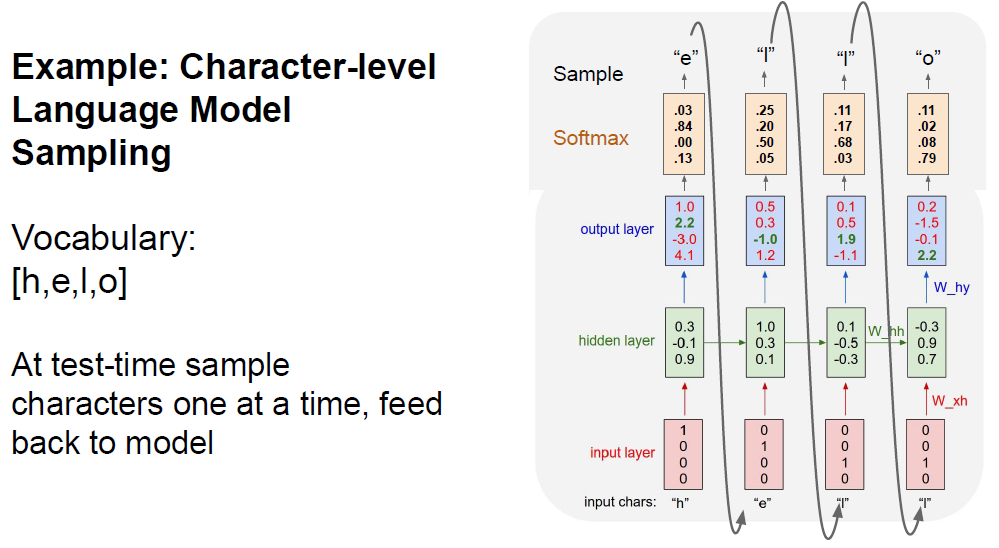 Example: Character-level
Language Model
Sampling
Vocabulary:
[h,e,l,o]
At test-time sample
characters one at a time, feed
back to model
Sample
“e” “l” “l” “o”
Softmax
.03 .25 .11 .11
.84 .20 .17 .02
.00 .50 .68 .08
.13 .05 .03 .79
output layer
1.0 0.5 0.1 0.2
2.2 0.3 0.5 -1.5
-3.0 -1.0 1.9 -0.1
4.1 1.2 -1.1 2.2
W_hy
hidden layer
0.3 1.0 0.1 -0.3
-0.1 0.3 -0.5 0.9
0.9 0.1 -0.3 0.7
W_hh
W_xh
input layer
1 0 0 0
0 1 0 0
0 0 1 1
0 0 0 0
input chars: “h” “e” “l” “l”